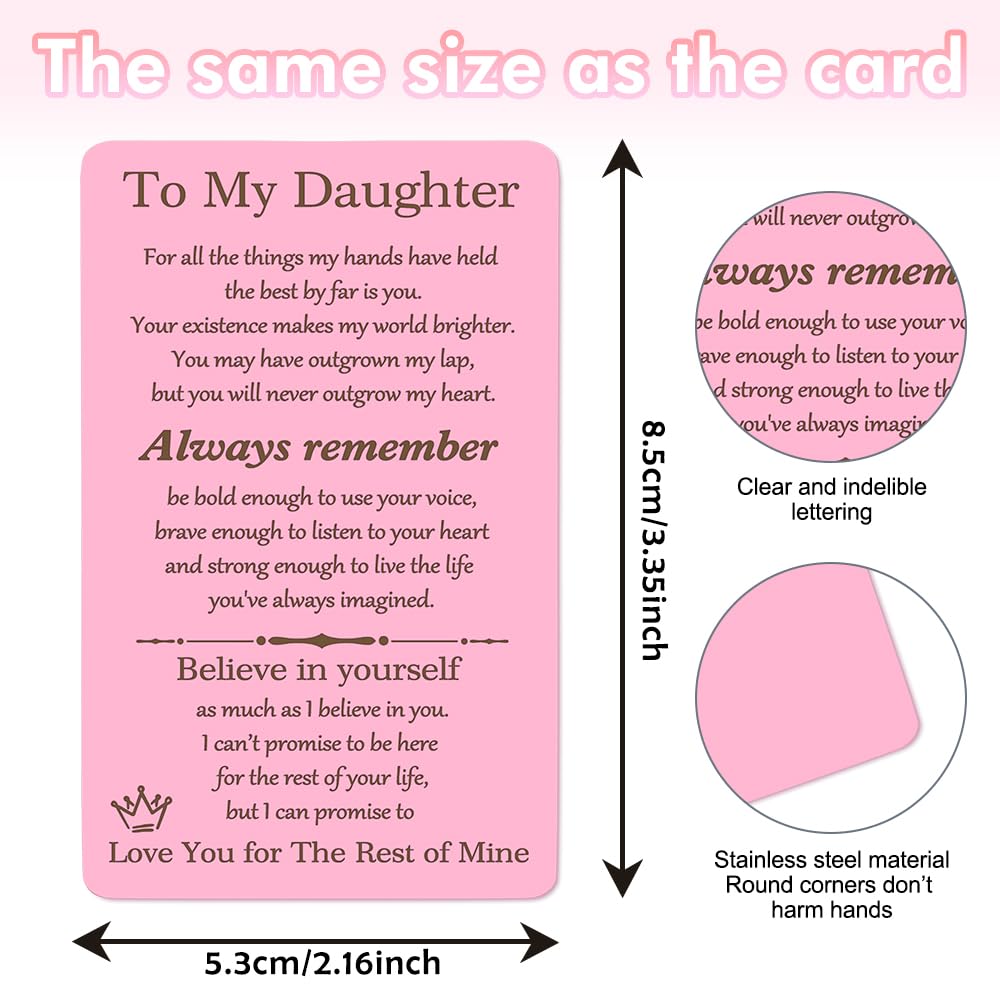 The same size as the card
To My Daughter
For all the things my hands have held
the best by far is you.
Your existence makes my world brighter.
You may have outgrown my lap,
but you will never outgrow my heart.
Always remember
be bold enough to use your voice,
brave enough to listen to your heart
and strong enough to live the life
you've always imagined.
Believe in yourself
as much as I believe in you.
I can't promise to be here
for the rest of your life,
but I can promise to
Love You for The Rest of Mine
5.3cm/2.16inch
8.5cm/3.35inch
will never outgro
ways remem
be bold enough to use your vo
ave enough to listen to your
d strong enough to live th
you've always imagin
Clear and indelible
lettering
Stainless steel material
Round corners don't
harm hands